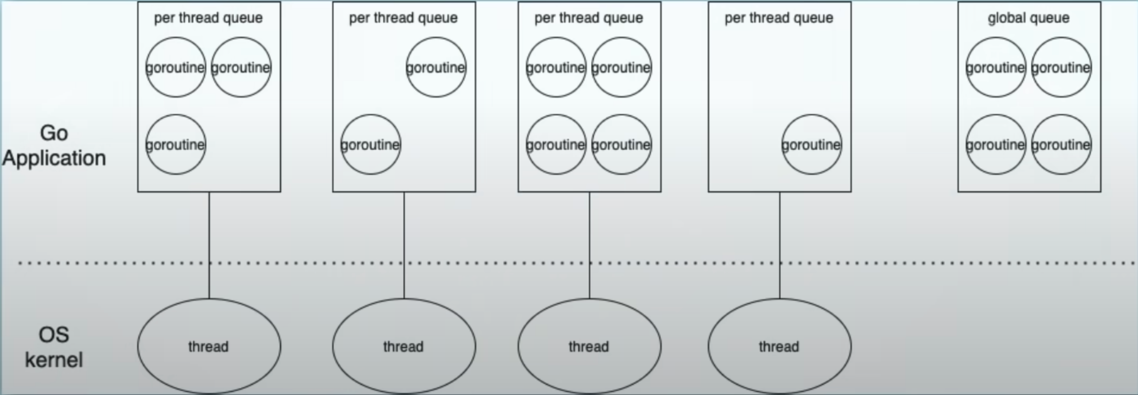 per thread queue
per thread queue
per thread queue
per thread queue
global queue
goroutine goroutine
goroutine
goroutine goroutine
goroutine goroutine
Go
Application
goroutine
goroutine
goroutine goroutine
goroutine
goroutine goroutine
OS
kernel
thread
thread
thread
thread